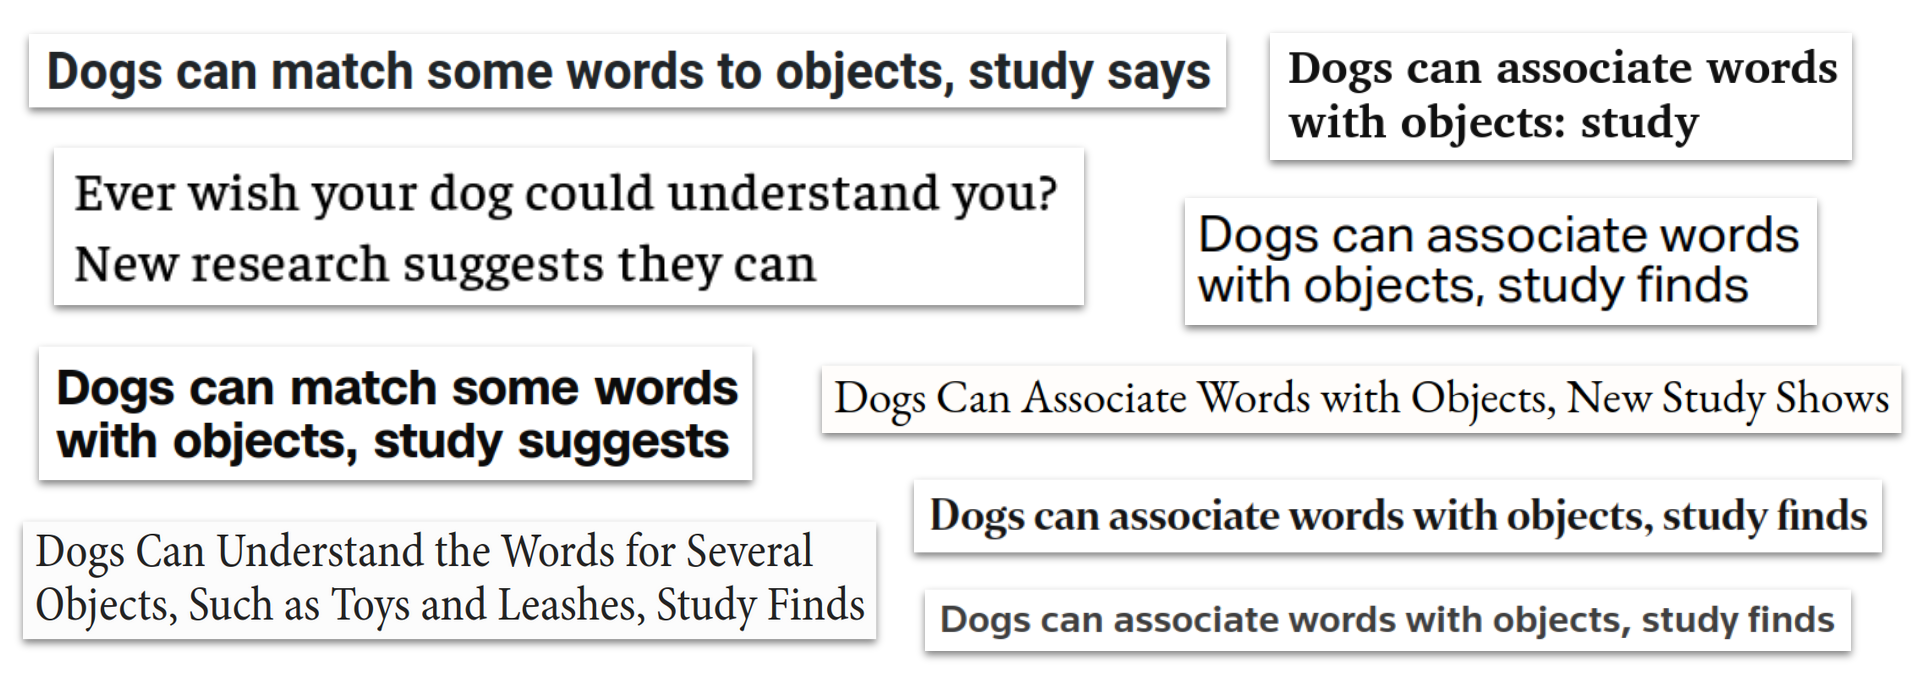 Dogs can match some words to objects, study says
Dogs can associate words
with objects: study
Ever wish your dog could understand you?
New research suggests they can
Dogs can associate words
with objects, study finds
Dogs can match some words
with objects, study suggests
Dogs Can Associate Words with Objects, New Study Shows
Dogs can associate words with objects, study finds
Dogs Can Understand the Words for Several
Objects, Such as Toys and Leashes, Study Finds
Dogs can associate words with objects, study finds